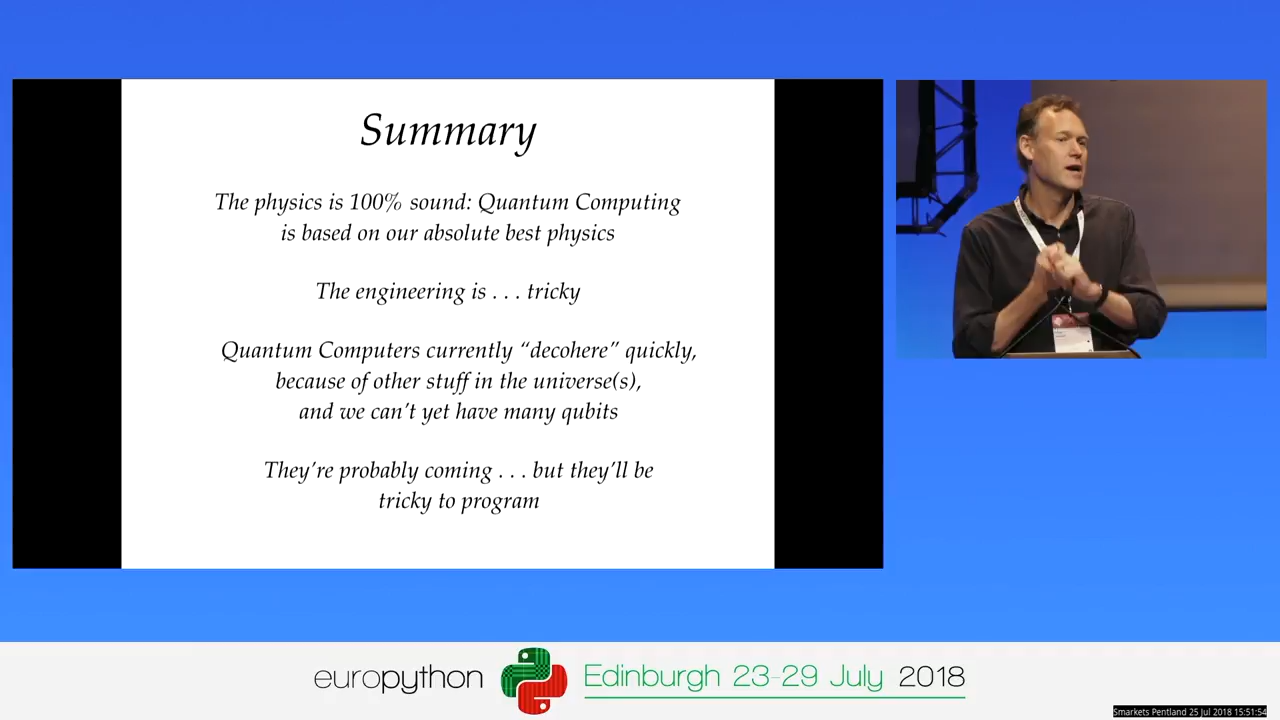 Summary
The physics is 100% sound: Quantum Computing
is based on our absolute best physics
The engineering is . . . tricky
Quantum Computers currently “decohere” quickly,
because of other stuff in the universe(s),
and we can’t yet have many qubits
They’re probably coming . . . but they’ll be
tricky to program
europython
Edinburgh 23-29 July 2018
Smarkets Pentland 25 Jul 2018 15:51:54